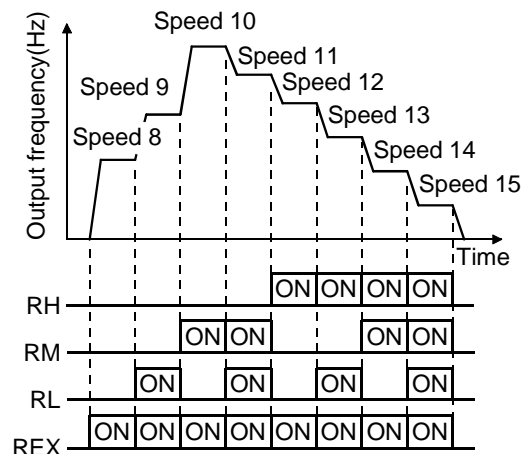 Output frequency(Hz)
Speed 10
Speed 11
Speed 9
Speed 12
Speed 13
Speed 8
Speed 14
Speed 15
Time
RH ON ON ON ON
RM ON ON ON ON
RL ON ON ON ON
REX ON ON ON ON ON ON ON ON